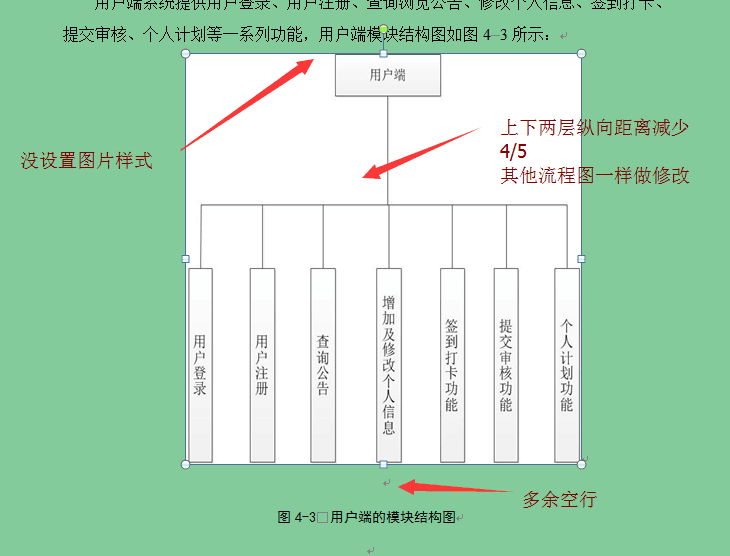 用户端系统提供用户登录、用户注册、查询浏览公告、修改个人信息、签到打卡、
提交审核、个人计划等一系列功能，用户端模块结构图如图 4-3 所示：
用户端
上下两层纵向距离减少
4/5
其他流程图一样做修改
没设置图片样式
用户登录
用户注册
查询公告
增加及修改个人信息
签到打卡功能
提交审核功能
个人计划功能
多余空行
图 4-3 用户端的模块结构图